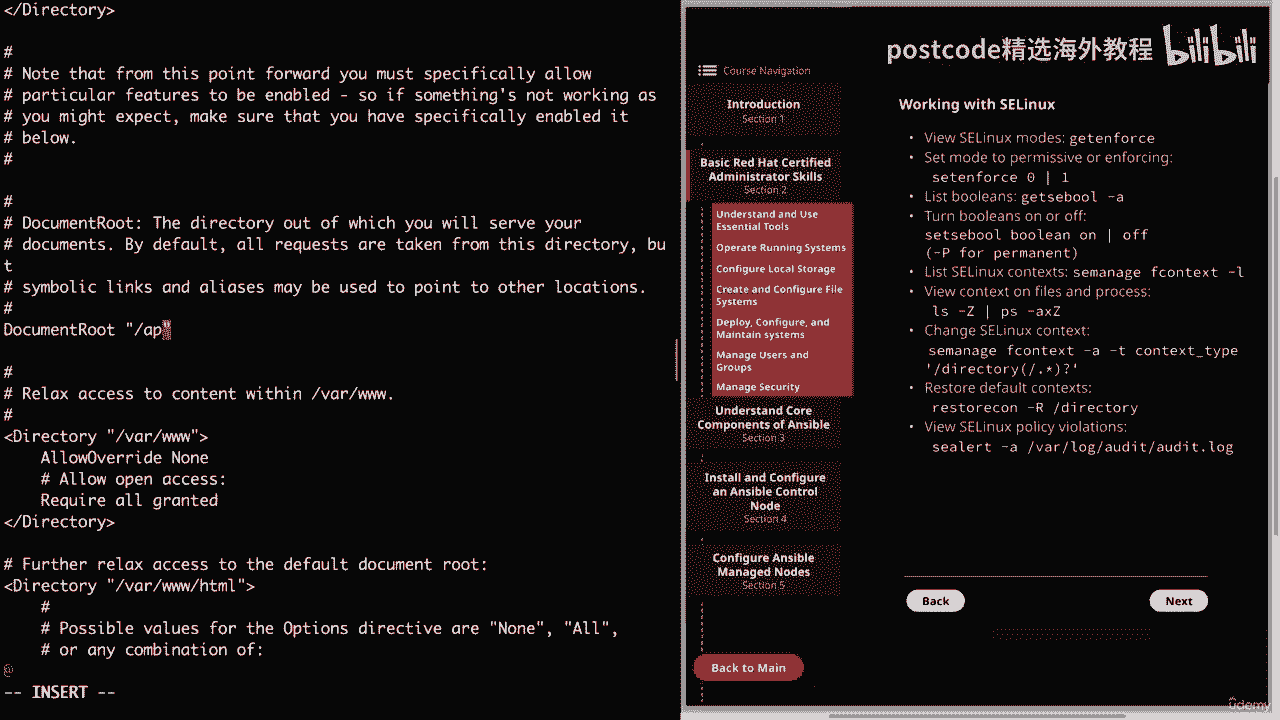 </Directory>
#
# Note that from this point forward you must specifically allow
# particular features to be enabled - so if something's not working as
# you might expect, make sure that you have specifically enabled it
# below.
#
#
# DocumentRoot: The directory out of which you will serve your
# documents. By default, all requests are taken from this directory, bu
t
# symbolic links and aliases may be used to point to other locations.
#
DocumentRoot "/ap"
#
# Relax access to content within /var/www.
#
<Directory "/var/www">
    AllowOverride None
    # Allow open access:
    Require all granted
</Directory>
# Further relax access to the default document root:
<Directory "/var/www/html">
    #
    # Possible values for the Options directive are "None", "All",
    # or any combination of:
@
-- INSERT --
postcode精选海外教程 bilibili
Course Navigation
Introduction
Section 1
Basic Red Hat Certified
Administrator Skills
Section 2
Understand and Use
Essential Tools
Operate Running Systems
Configure Local Storage
Create and Configure File
Systems
Deploy, Configure, and
Maintain systems
Manage Users and
Groups
Manage Security
Understand Core
Components of Ansible
Section 3
Install and Configure
an Ansible Control
Node
Section 4
Configure Ansible
Managed Nodes
Section 5
Back to Main
Working with SELinux
• View SELinux modes: getenforce
• Set mode to permissive or enforcing:
setenforce 0 | 1
• List booleans: getsebool -a
• Turn booleans on or off:
setsebool boolean on | off
(-P for permanent)
• List SELinux contexts: semanage fcontext -l
• View context on files and process:
ls -Z | ps -axZ
• Change SELinux context:
semanage fcontext -a -t context_type
'/directory(/.*)?'
• Restore default contexts:
restorecon -R /directory
• View SELinux policy violations:
sealert -a /var/log/audit/audit.log
Back
Next
ûdemy